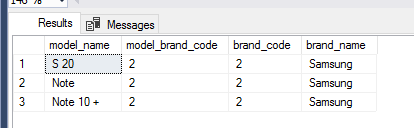 146 %
Results Messages
model_name model_brand_code brand_code brand_name
1 S 20 2 2 Samsung
2 Note 2 2 Samsung
3 Note 10 + 2 2 Samsung